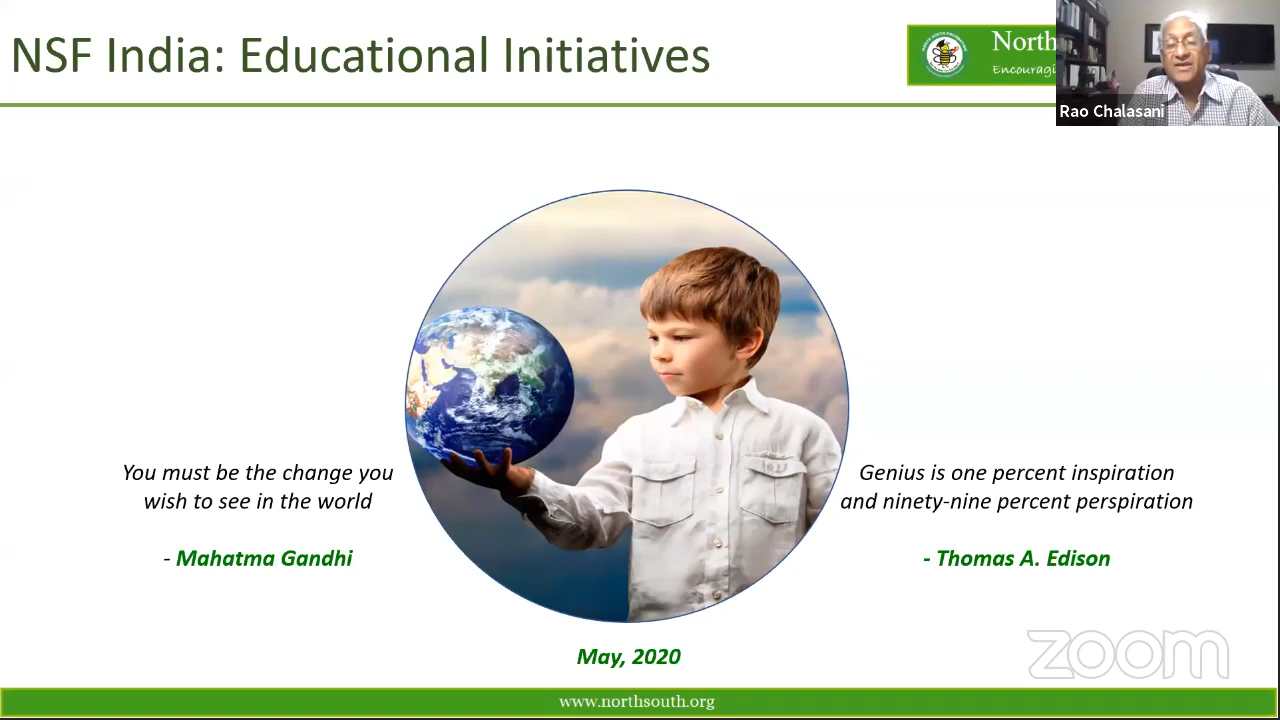 NSF India: Educational Initiatives
North
Encouragi
Rao Chalasani
You must be the change you
wish to see in the world
- Mahatma Gandhi
Genius is one percent inspiration
and ninety-nine percent perspiration
- Thomas A. Edison
May, 2020
zoom
www.northsouth.org